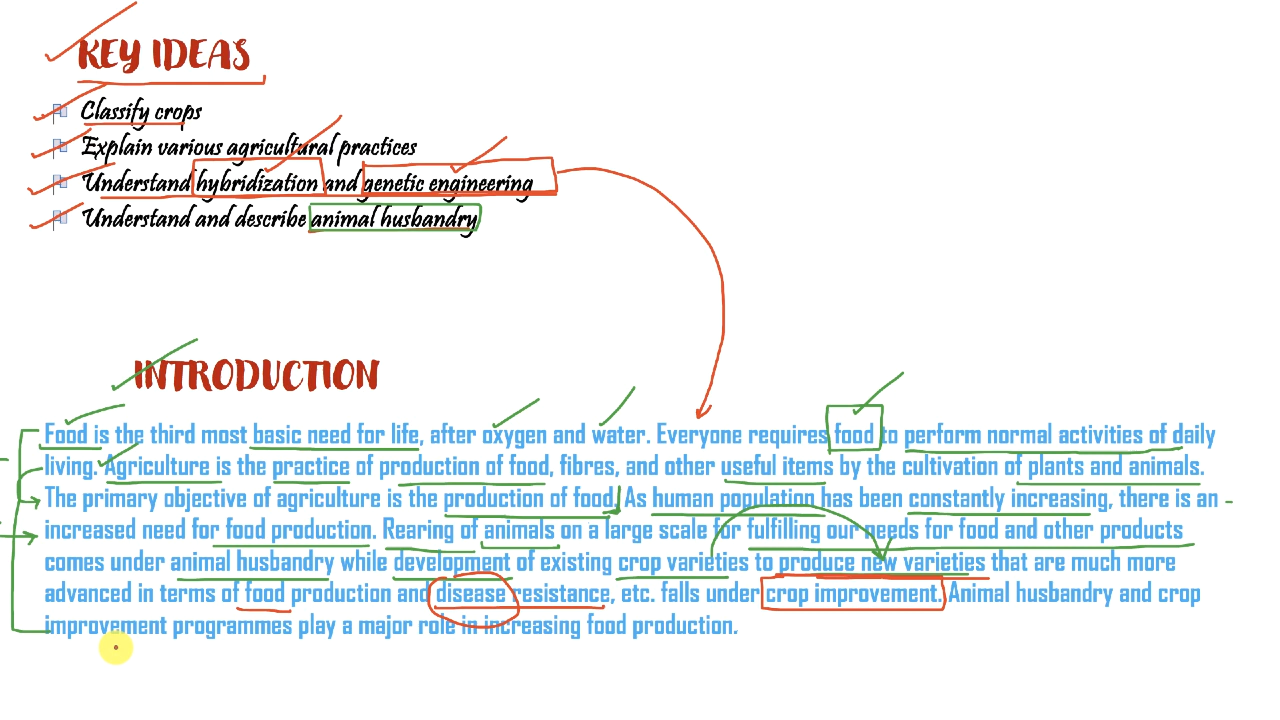 KEY IDEAS
Classify crops
Explain various agricultural practices
Understand hybridization and genetic engineering
Understand and describe animal husbandry
INTRODUCTION
Food is the third most basic need for life, after oxygen and water. Everyone requires food to perform normal activities of daily
living. Agriculture is the practice of production of food, fibres, and other useful items by the cultivation of plants and animals.
The primary objective of agriculture is the production of food. As human population has been constantly increasing, there is an
increased need for food production. Rearing of animals on a large scale for fulfilling our needs for food and other products
comes under animal husbandry while development of existing crop varieties to produce new varieties that are much more
advanced in terms of food production and disease resistance, etc. falls under crop improvement. Animal husbandry and crop
improvement programmes play a major role in increasing food production.